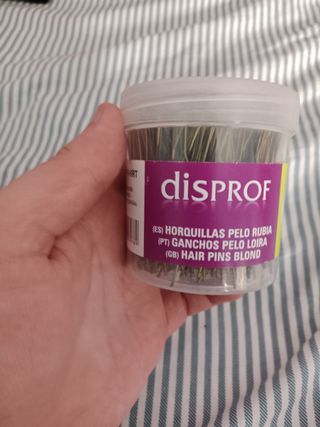 disPROF
(ES) HORQUILLAS PELO RUBIA
(PT) GANCHOS PELO LOIRA
(GB) HAIR PINS BLOND